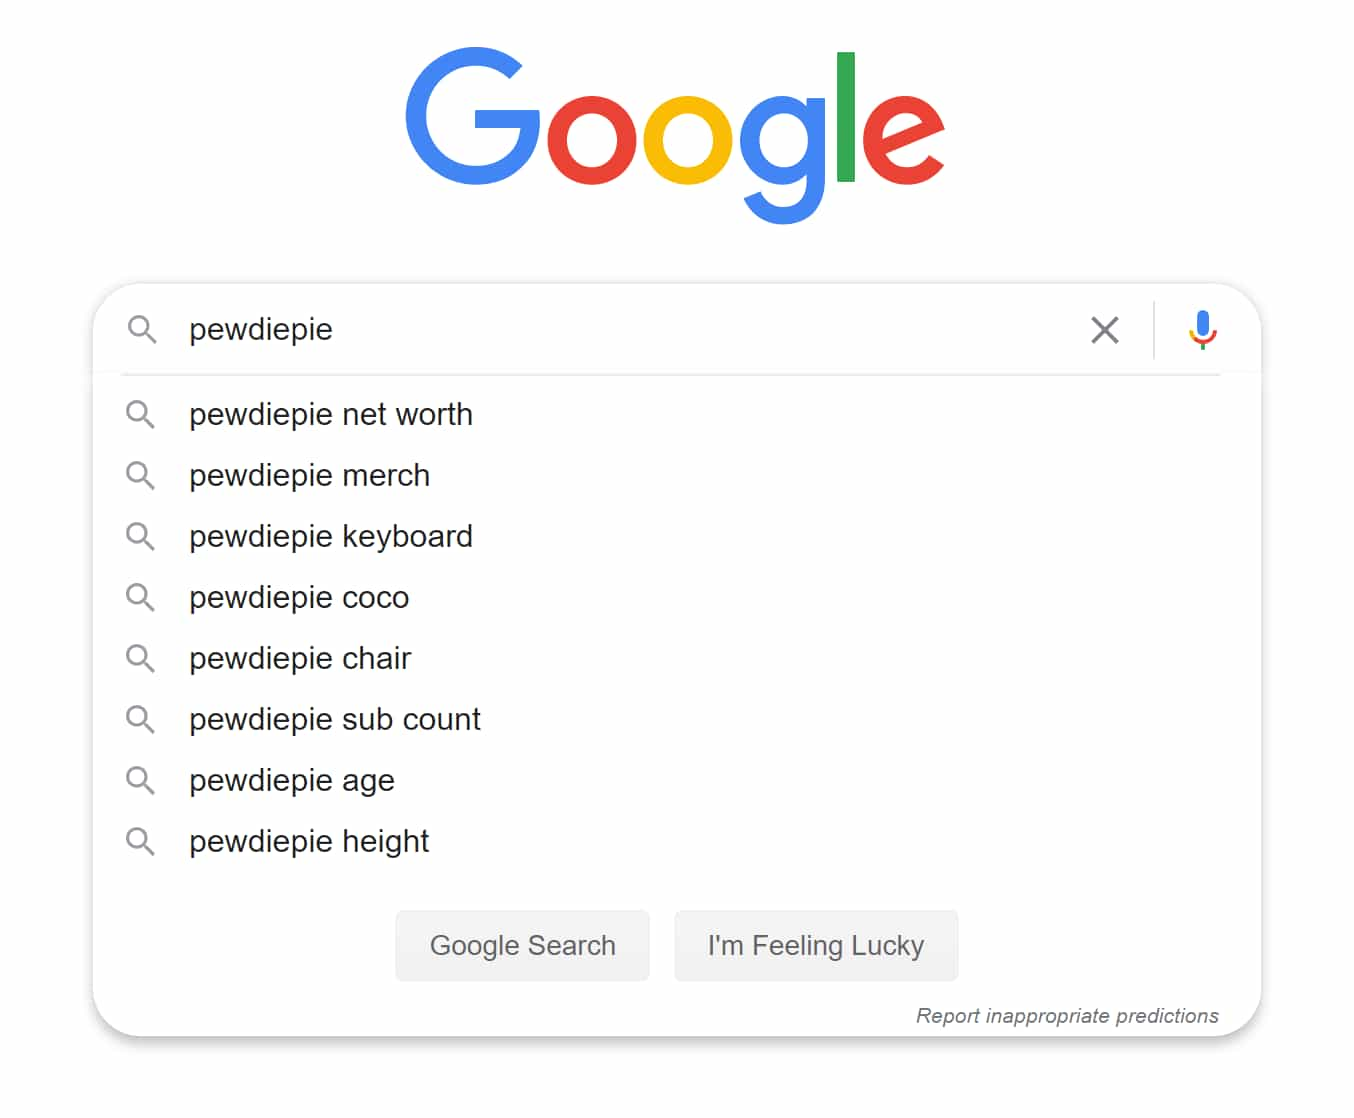 Google
pewdiepie
pewdiepie net worth
pewdiepie merch
pewdiepie keyboard
pewdiepie coco
pewdiepie chair
pewdiepie sub count
pewdiepie age
pewdiepie height
Google Search
I'm Feeling Lucky
Report inappropriate predictions